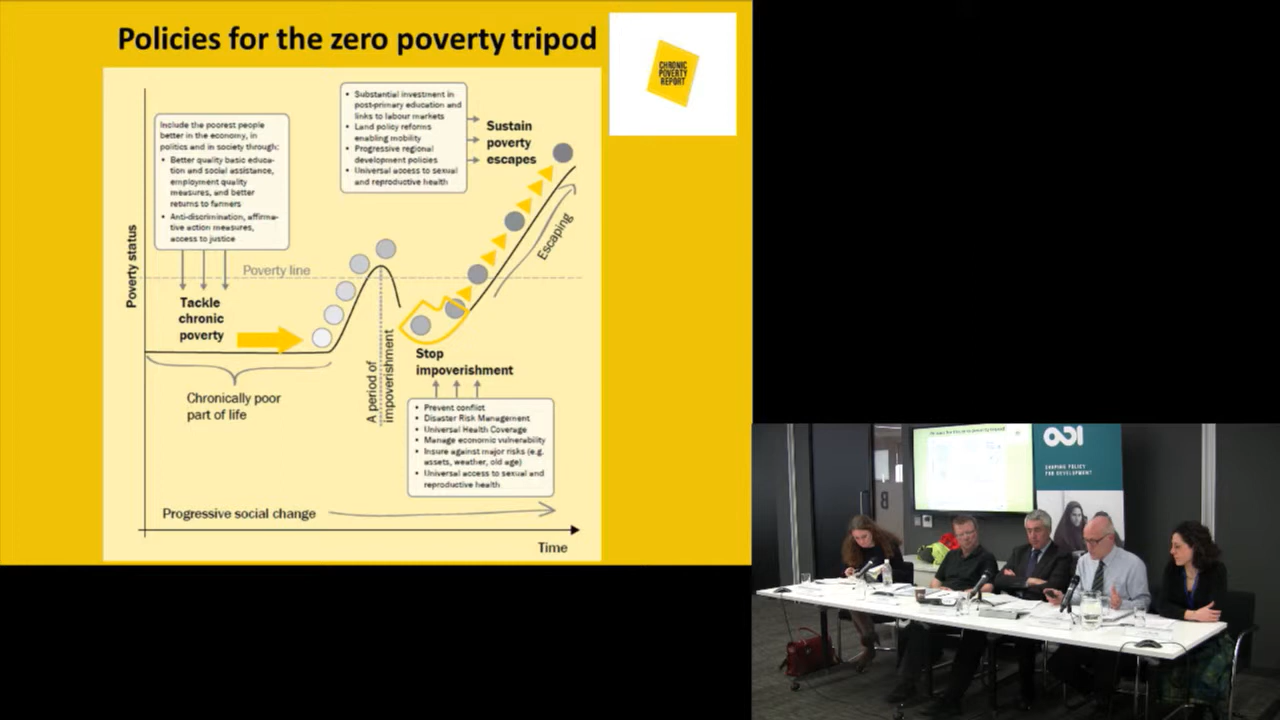 Policies for the zero poverty tripod
CHRONIC
POVERTY
REPORT
Include the poorest people
better in the economy, in
politics and in society through:
• Better quality basic educa-
tion and social assistance,
employment quality
measures, and better
returns to farmers
• Anti-discrimination, affirma-
tive action measures,
access to justice
• Substantial investment in
post-primary education and
links to labour markets
• Land policy reforms
enabling mobility
• Progressive regional
development policies
• Universal access to sexual
and reproductive health
Sustain
poverty
escapes
Poverty status
Poverty line
Escaping
Tackle
chronic
poverty
Chronically poor
part of life
A period of
impoverishment
Stop
impoverishment
• Prevent conflict
• Disaster Risk Management
• Universal Health Coverage
• Manage economic vulnerability
• Insure against major risks (e.g.
assets, weather, old age)
• Universal access to sexual and
reproductive health
Progressive social change
Time
ODI
SHAPING POLICY
FOR DEVELOPMENT